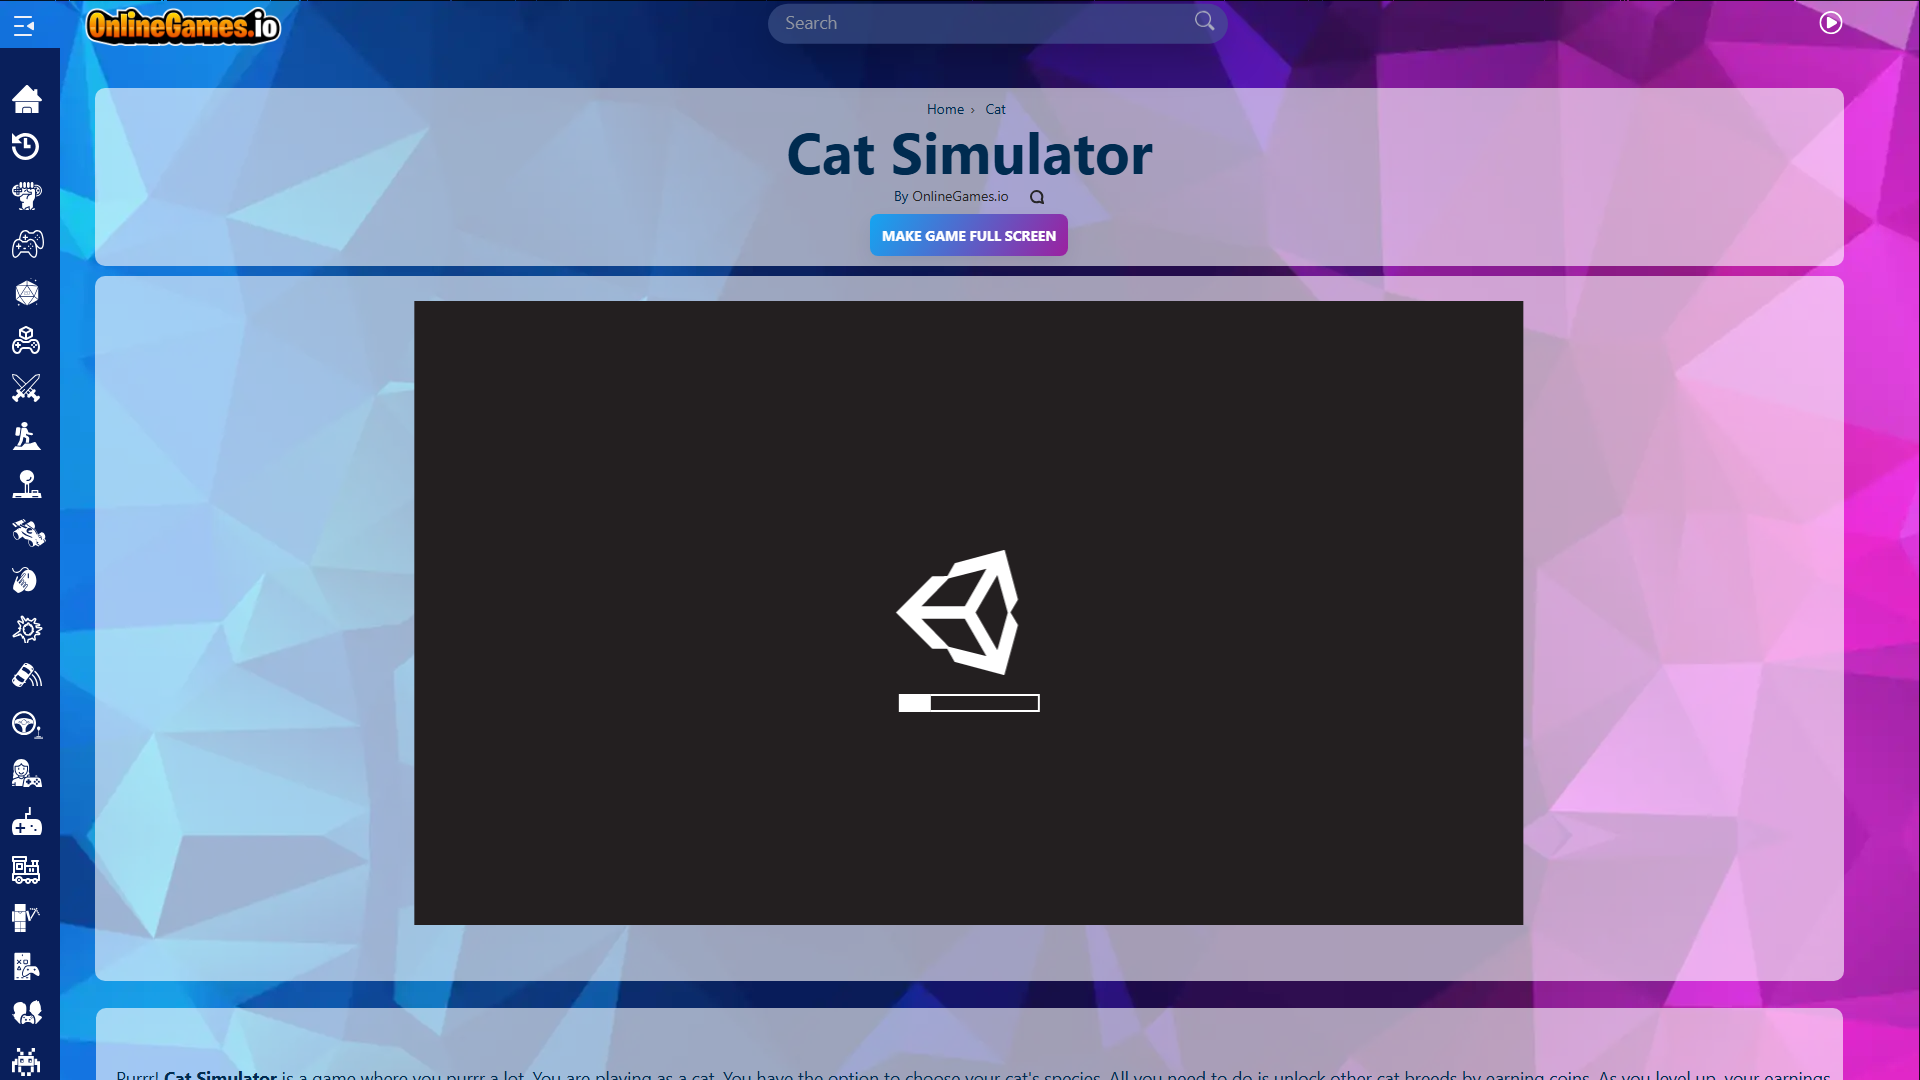 OnlineGames.io
Search
Home › Cat
Cat Simulator
By OnlineGames.io
MAKE GAME FULL SCREEN
Purrr! Cat Simulator is a game where you purrr a lot. You are playing as a cat. You have the option to choose your cat's species. All you need to do is unlock other cat breeds by earning coins. As you level up, your earnings